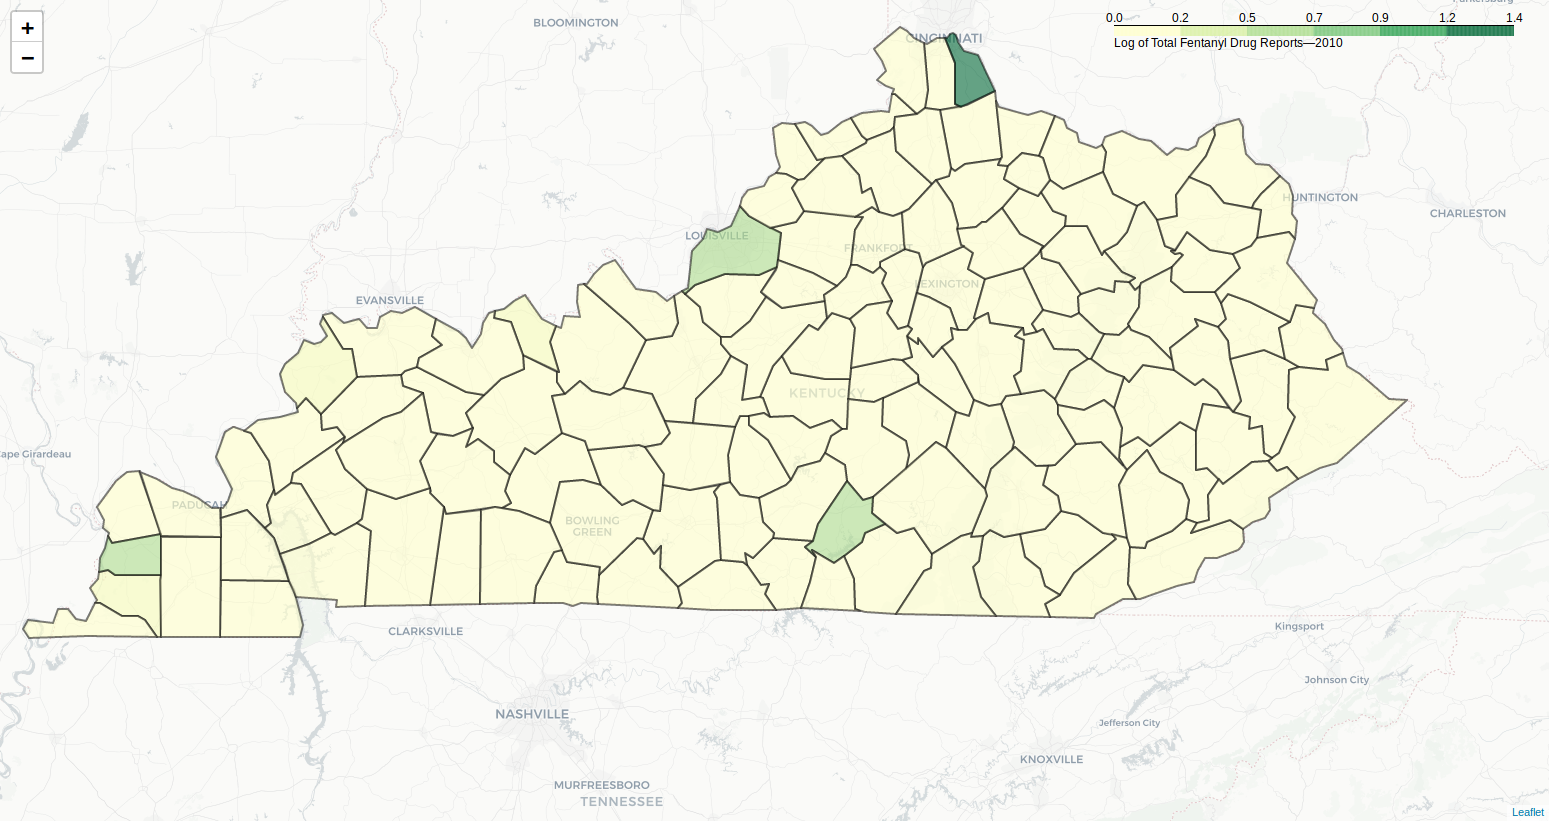 Parkersburg
+
−
0.0 0.2 0.5 0.7 0.9 1.2 1.4
Log of Total Fentanyl Drug Reports—2010
BLOOMINGTON
CINCINNATI
HUNTINGTON
CHARLESTON
LOUISVILLE
FRANKFORT
LEXINGTON
EVANSVILLE
KENTUCKY
Cape Girardeau
PADUCAH
BOWLING
GREEN
CLARKSVILLE
Kingsport
Johnson City
NASHVILLE
Jefferson City
KNOXVILLE
MURFREESBORO
TENNESSEE
Leaflet